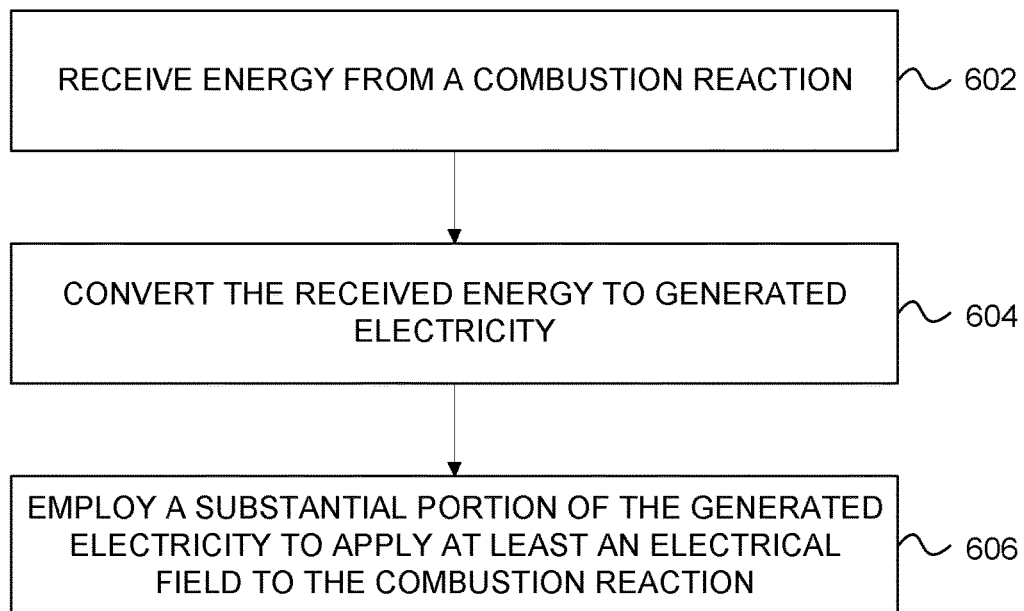 RECEIVE ENERGY FROM A COMBUSTION REACTION
602
CONVERT THE RECEIVED ENERGY TO GENERATED
ELECTRICITY
604
EMPLOY A SUBSTANTIAL PORTION OF THE GENERATED
ELECTRICITY TO APPLY AT LEAST AN ELECTRICAL
FIELD TO THE COMBUSTION REACTION
606